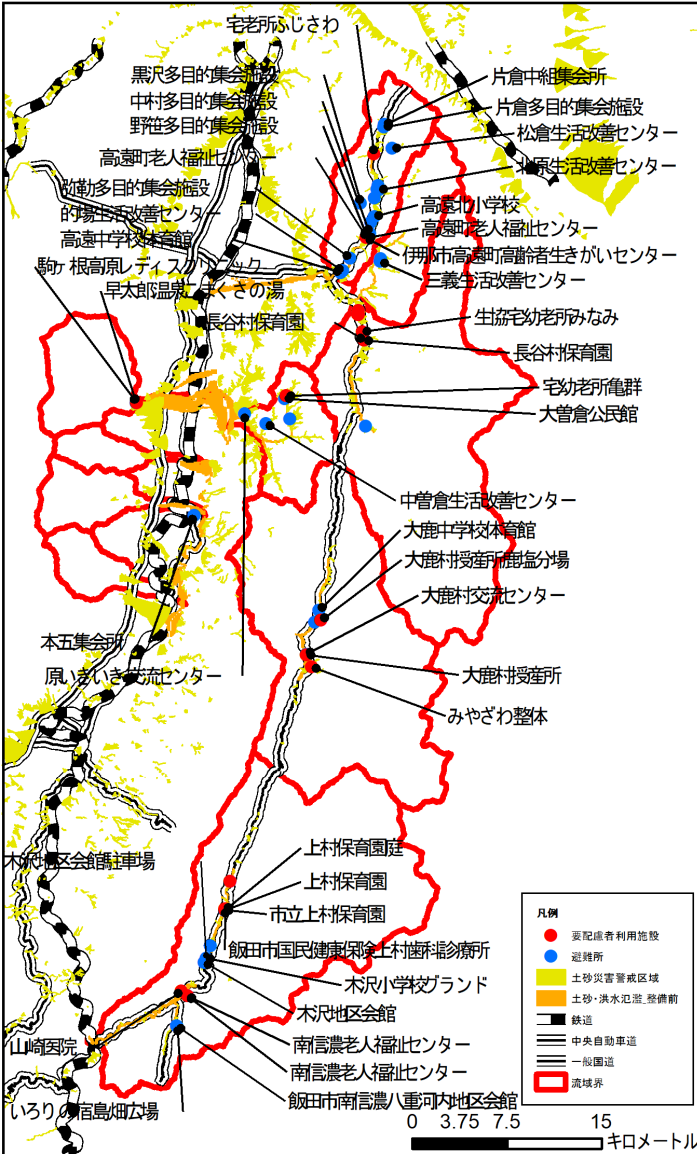 宅老所ふじさわ
黒沢多目的集会施設
中村多目的集会施設
野笹多目的集会施設
高遠町老人福祉センター
弥勒多目的集会施設
的場生活改善センター
高遠中学校体育館
駒ヶ根高原レディスクリニック
早太郎温泉こまくさの湯
長谷村保育園
片倉中組集会所
片倉多目的集会施設
松倉生活改善センター
北原生活改善センター
高遠北小学校
高遠町老人福祉センター
伊那市高遠町高齢者生きがいセンター
三義生活改善センター
生協宅幼老所みなみ
長谷村保育園
宅幼老所亀群
大曽倉公民館
中曽倉生活改善センター
大鹿中学校体育館
大鹿村授産所鹿塩分場
大鹿村交流センター
本五集会所
原いきいき交流センター
大鹿村授産所
みやざわ整体
木沢地区会館駐車場
上村保育園庭
上村保育園
市立上村保育園
飯田市国民健康保険上村歯科診療所
木沢小学校グランド
木沢地区会館
山崎医院
南信濃老人福祉センター
南信濃老人福祉センター
いろりの宿島畑広場
飯田市南信濃八重河内地区会館
凡例
要配慮者利用施設
避難所
土砂災害警戒区域
土砂・洪水氾濫_整備前
鉄道
中央自動車道
一般国道
流域界
0 3.75 7.5 15
キロメートル